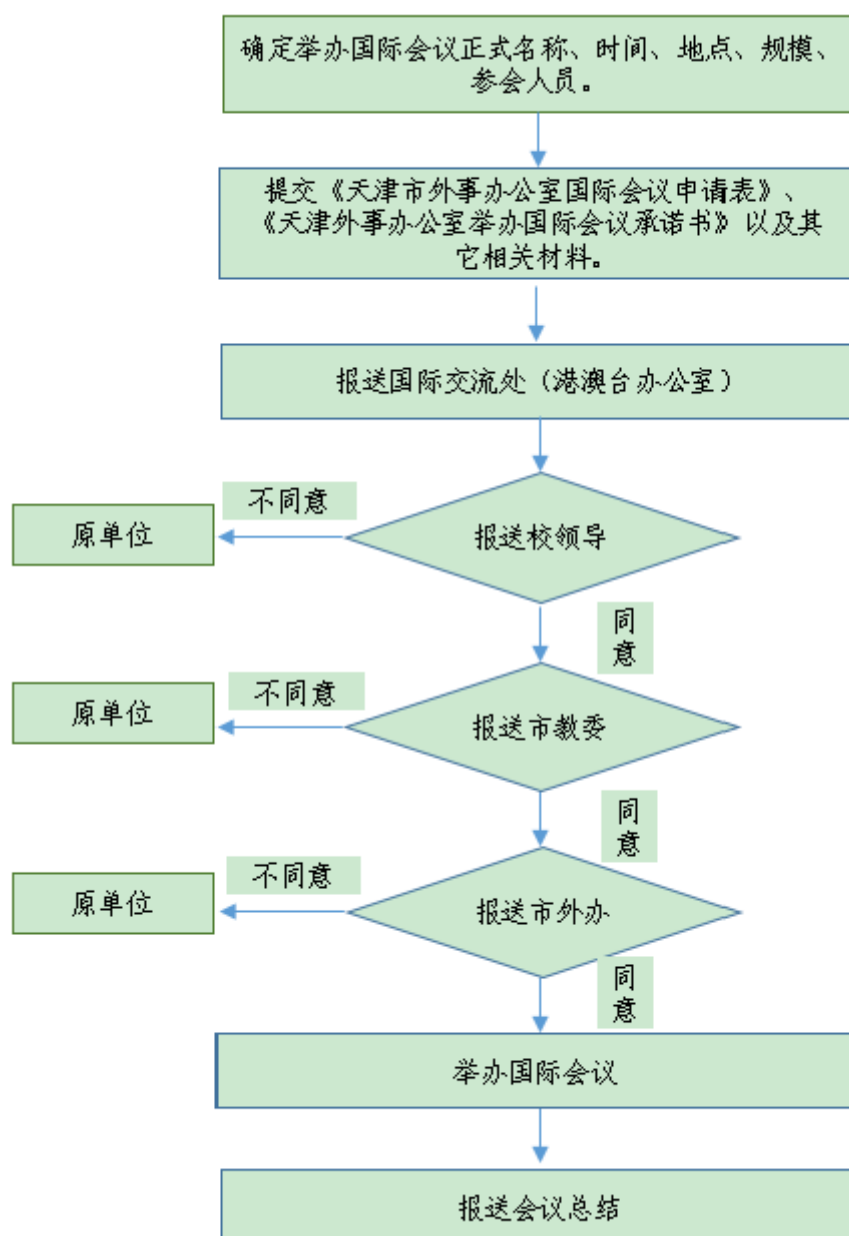 确定举办国际会议正式名称、时间、地点、规模、
参会人员。
提交《天津市外事办公室国际会议申请表》、
《天津外事办公室举办国际会议承诺书》以及其
它相关材料。
报送国际交流处（港澳台办公室）
报送校领导
不同意
原单位
同
意
报送市教委
不同意
原单位
同
意
报送市外办
不同意
原单位
同
意
举办国际会议
报送会议总结